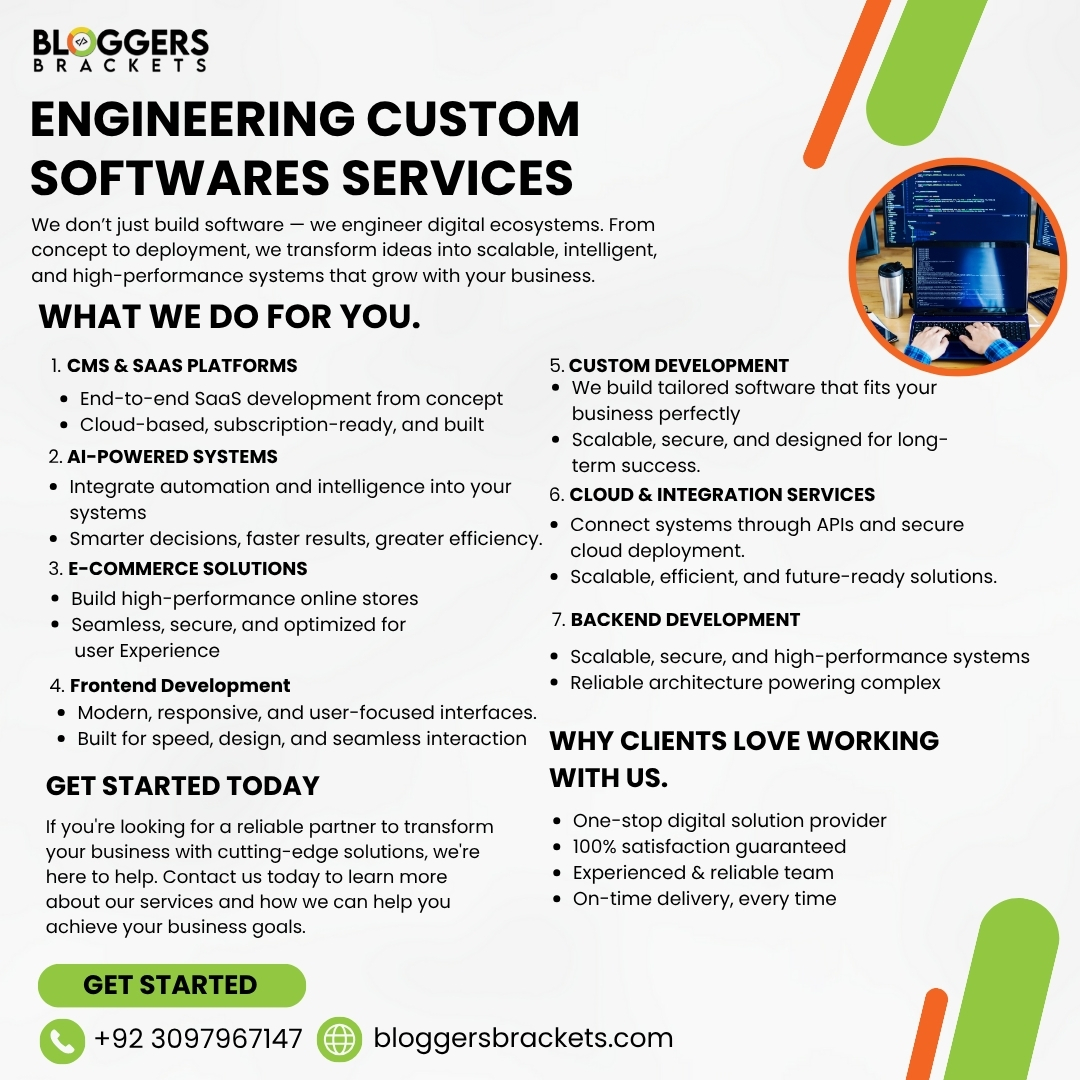 BLOGGERS
BRACKETS
ENGINEERING CUSTOM
SOFTWARES SERVICES
We don’t just build software — we engineer digital ecosystems. From
concept to deployment, we transform ideas into scalable, intelligent,
and high-performance systems that grow with your business.
WHAT WE DO FOR YOU.
1. CMS & SAAS PLATFORMS
• End-to-end SaaS development from concept
• Cloud-based, subscription-ready, and built
2. AI-POWERED SYSTEMS
• Integrate automation and intelligence into your
systems
• Smarter decisions, faster results, greater efficiency.
3. E-COMMERCE SOLUTIONS
• Build high-performance online stores
• Seamless, secure, and optimized for
user Experience
4. Frontend Development
• Modern, responsive, and user-focused interfaces.
• Built for speed, design, and seamless interaction
5. CUSTOM DEVELOPMENT
• We build tailored software that fits your
business perfectly
• Scalable, secure, and designed for long-
term success.
6. CLOUD & INTEGRATION SERVICES
• Connect systems through APIs and secure
cloud deployment.
• Scalable, efficient, and future-ready solutions.
7. BACKEND DEVELOPMENT
• Scalable, secure, and high-performance systems
• Reliable architecture powering complex
WHY CLIENTS LOVE WORKING
WITH US.
• One-stop digital solution provider
• 100% satisfaction guaranteed
• Experienced & reliable team
• On-time delivery, every time
GET STARTED TODAY
If you're looking for a reliable partner to transform
your business with cutting-edge solutions, we're
here to help. Contact us today to learn more
about our services and how we can help you
achieve your business goals.
GET STARTED
+92 3097967147
bloggersbrackets.com